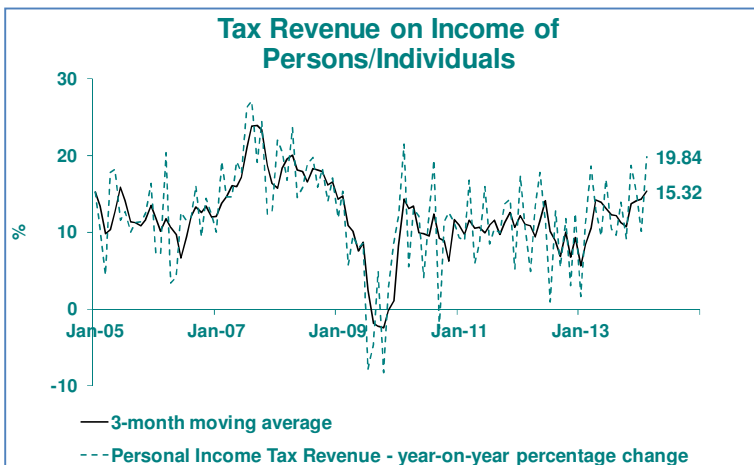 Tax Revenue on Income of
Persons/Individuals
30
20
10
0
-10
%
19.84
15.32
Jan-05 Jan-07 Jan-09 Jan-11 Jan-13
3-month moving average
Personal Income Tax Revenue - year-on-year percentage change